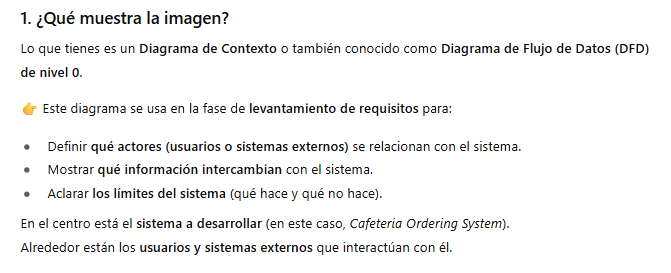 1. ¿Qué muestra la imagen?
Lo que tienes es un Diagrama de Contexto o también conocido como Diagrama de Flujo de Datos (DFD)
de nivel 0.
👉 Este diagrama se usa en la fase de levantamiento de requisitos para:
• Definir qué actores (usuarios o sistemas externos) se relacionan con el sistema.
• Mostrar qué información intercambian con el sistema.
• Aclarar los límites del sistema (qué hace y qué no hace).
En el centro está el sistema a desarrollar (en este caso, Cafeteria Ordering System).
Alrededor están los usuarios y sistemas externos que interactúan con él.